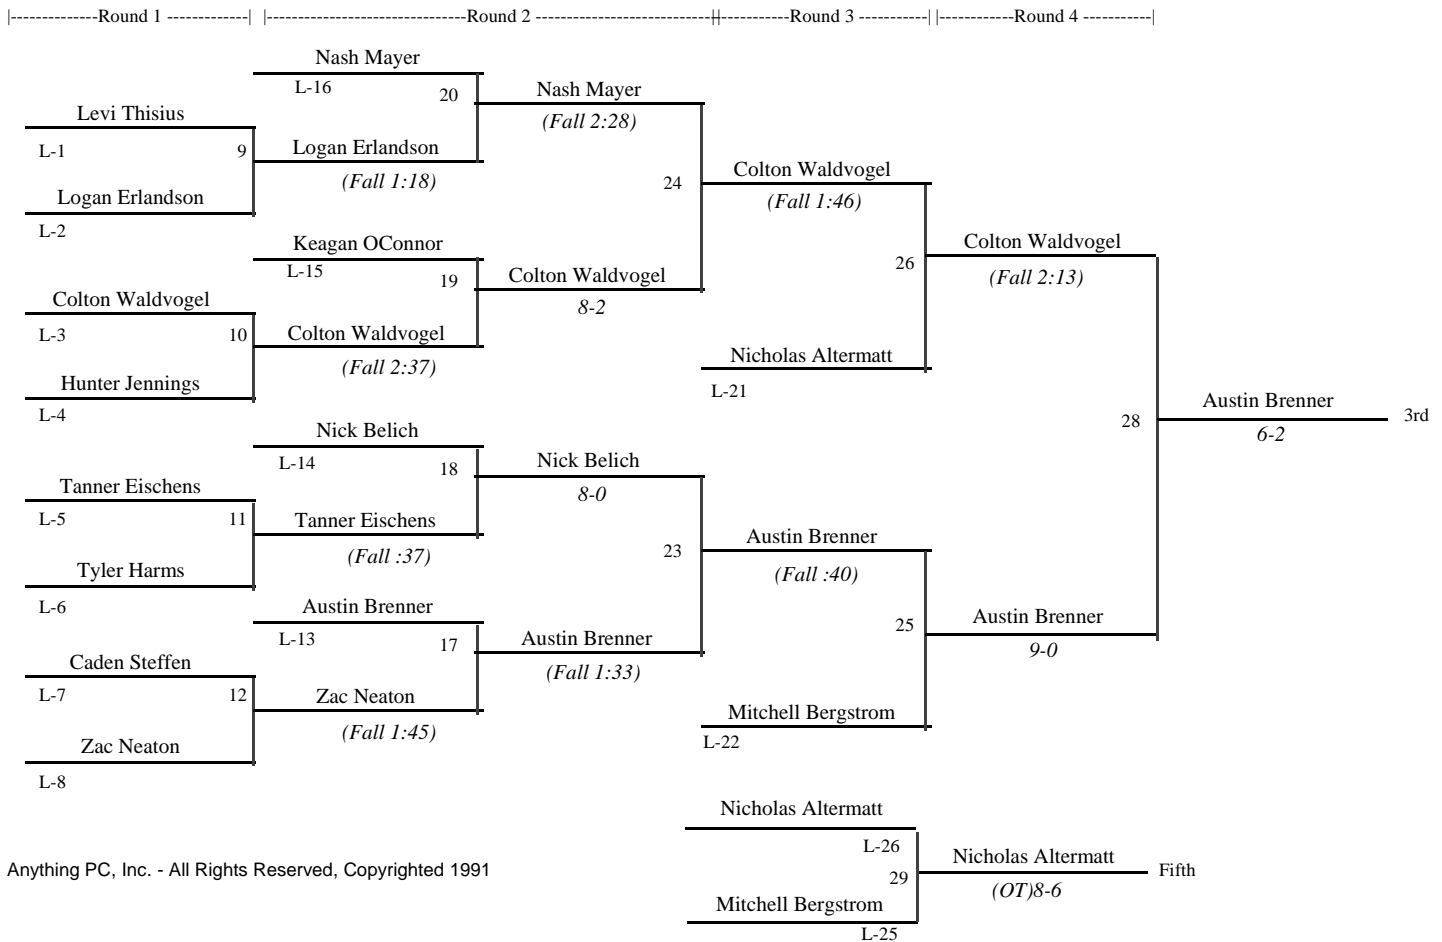 |-------------Round 1 -------------| |-----------------------------Round 2 --------------------------||-----------Round 3 -----------| |------------Round 4 -----------|
Nash Mayer
L-16
20
Nash Mayer
(Fall 2:28)
Levi Thisius
L-1
9
Logan Erlandson
(Fall 1:18)
24
Colton Waldvogel
(Fall 1:46)
Logan Erlandson
L-2
Keagan OConnor
L-15
19
Colton Waldvogel
8-2
26
Colton Waldvogel
(Fall 2:13)
Colton Waldvogel
L-3
10
Colton Waldvogel
(Fall 2:37)
Nicholas Altermatt
L-21
Hunter Jennings
L-4
28
Austin Brenner
6-2
3rd
Nick Belich
L-14
18
Nick Belich
8-0
Tanner Eischens
L-5
11
Tanner Eischens
(Fall :37)
23
Austin Brenner
(Fall :40)
Tyler Harms
L-6
Austin Brenner
L-13
17
Austin Brenner
(Fall 1:33)
25
Austin Brenner
9-0
Caden Steffen
L-7
12
Zac Neaton
(Fall 1:45)
Mitchell Bergstrom
L-22
Zac Neaton
L-8
Nicholas Altermatt
L-26
29
Nicholas Altermatt
(OT)8-6
Fifth
Mitchell Bergstrom
L-25
Anything PC, Inc. - All Rights Reserved, Copyrighted 1991